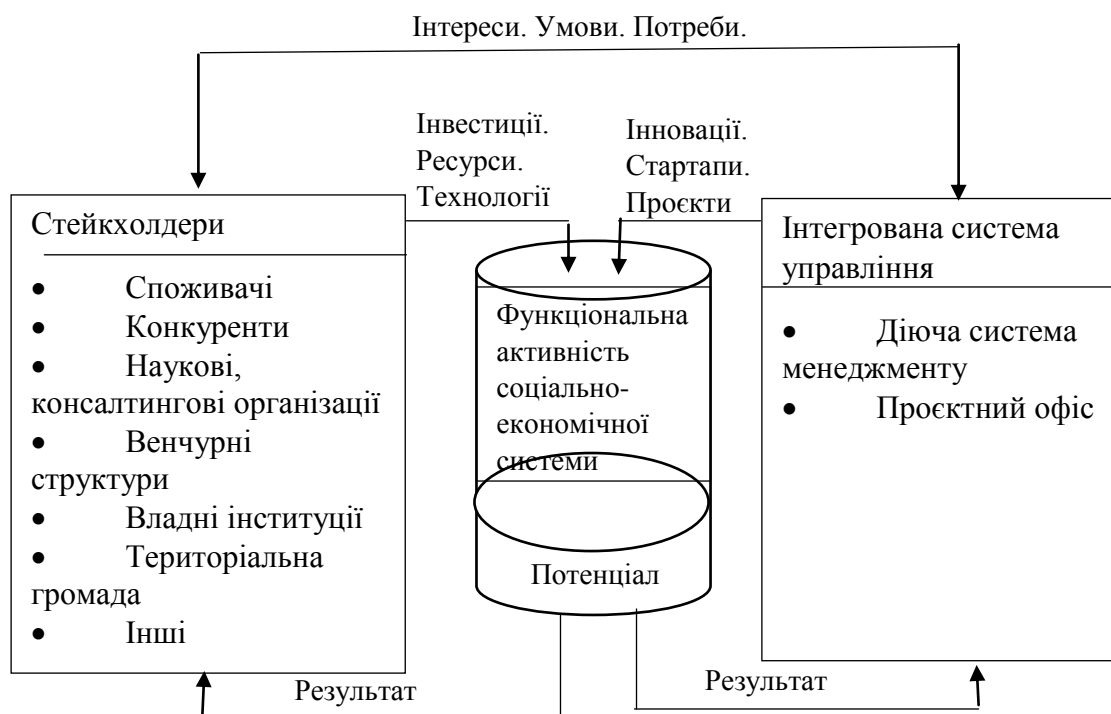 Інтереси. Умови. Потреби.
Інвестиції.
Ресурси.
Технології
Інновації.
Стартапи.
Проєкти
Стейкхолдери
• Споживачі
• Конкуренти
• Наукові,
консалтингові організації
• Венчурні
структури
• Владні інституції
• Територіальна
громада
• Інші
Функціональна
активність
соціально-
економічної
системи
Потенціал
Інтегрована система
управління
• Діюча система
менеджменту
• Проєктний офіс
Результат
Результат